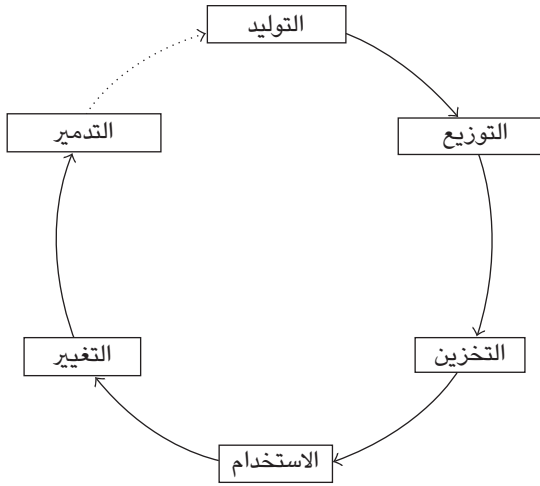 التوليد
التوزيع
التخزين
الاستخدام
التغيير
التدمير